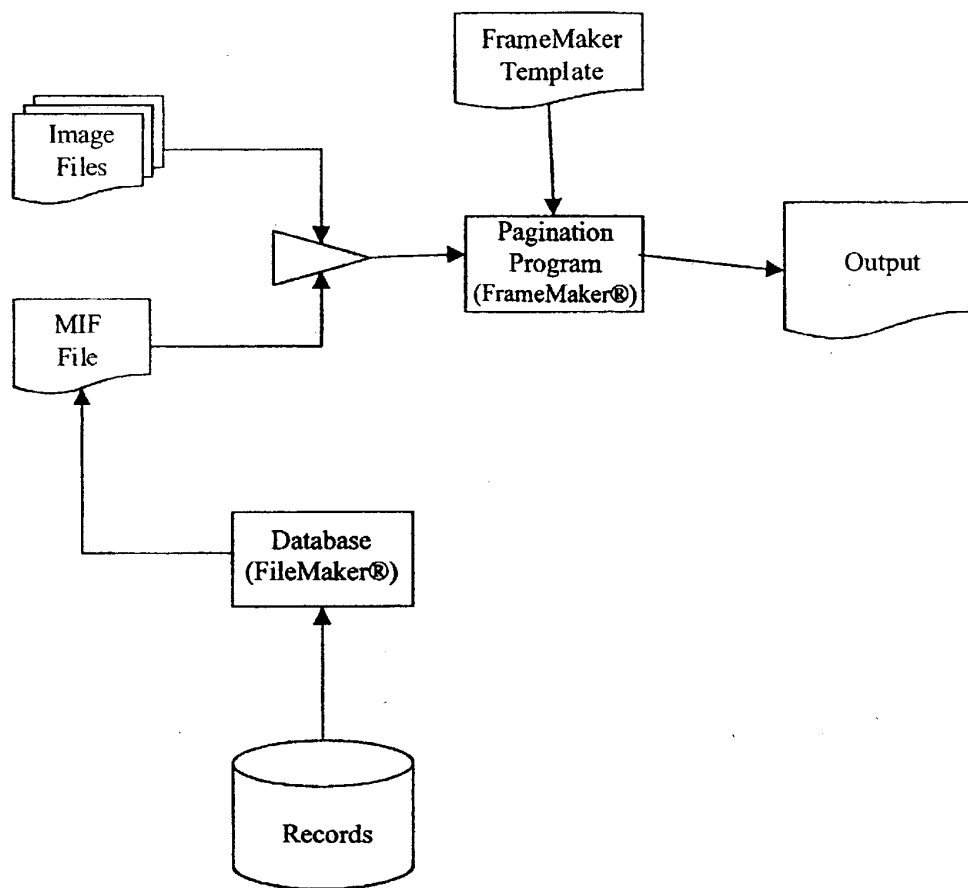 FrameMaker
Template
Image
Files
Pagination
Program
(FrameMaker®)
Output
MIF
File
Database
(FileMaker®)
Records